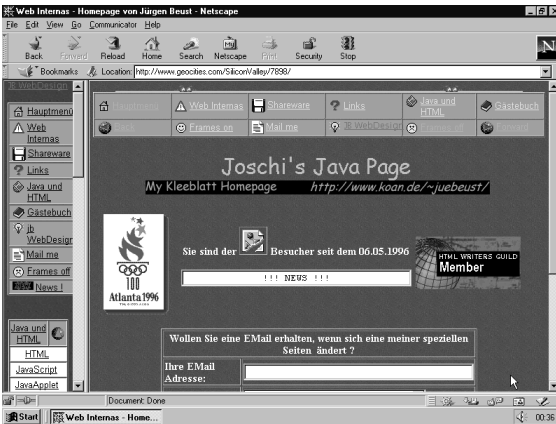 Web Internas - Homepage von Jürgen Beust - Netscape
File Edit View Go Communicator Help
Back Forward Reload Home Search Netscape Print Security Stop
Bookmarks Location: http://www.geocities.com/SiliconValley/7898/
WebDesign
Hauptmenü
Web Internas
Shareware
Links
Java und HTML
Gästebuch
jb WebDesign
Mail me
Frames off
News !
Java und HTML
HTML
JavaScript
JavaApplet
Hauptmenü Web Internas Shareware ? Links Java und HTML Gästebuch
Back Frames on Mail me WebDesign Frames off Forward
Joschi's Java Page
My Kleeblatt Homepage http://www.koan.de/~juebeust/
Atlanta 1996
Sie sind der Besucher seit dem 06.05.1996
!!! NEWS !!!
HTML WRITERS GUILD
Member
Wollen Sie eine EMail erhalten, wenn sich eine meiner speziellen
Seiten ändert ?
Ihre EMail
Adresse:
Document: Done
Start Web Internas - Home... 00:36